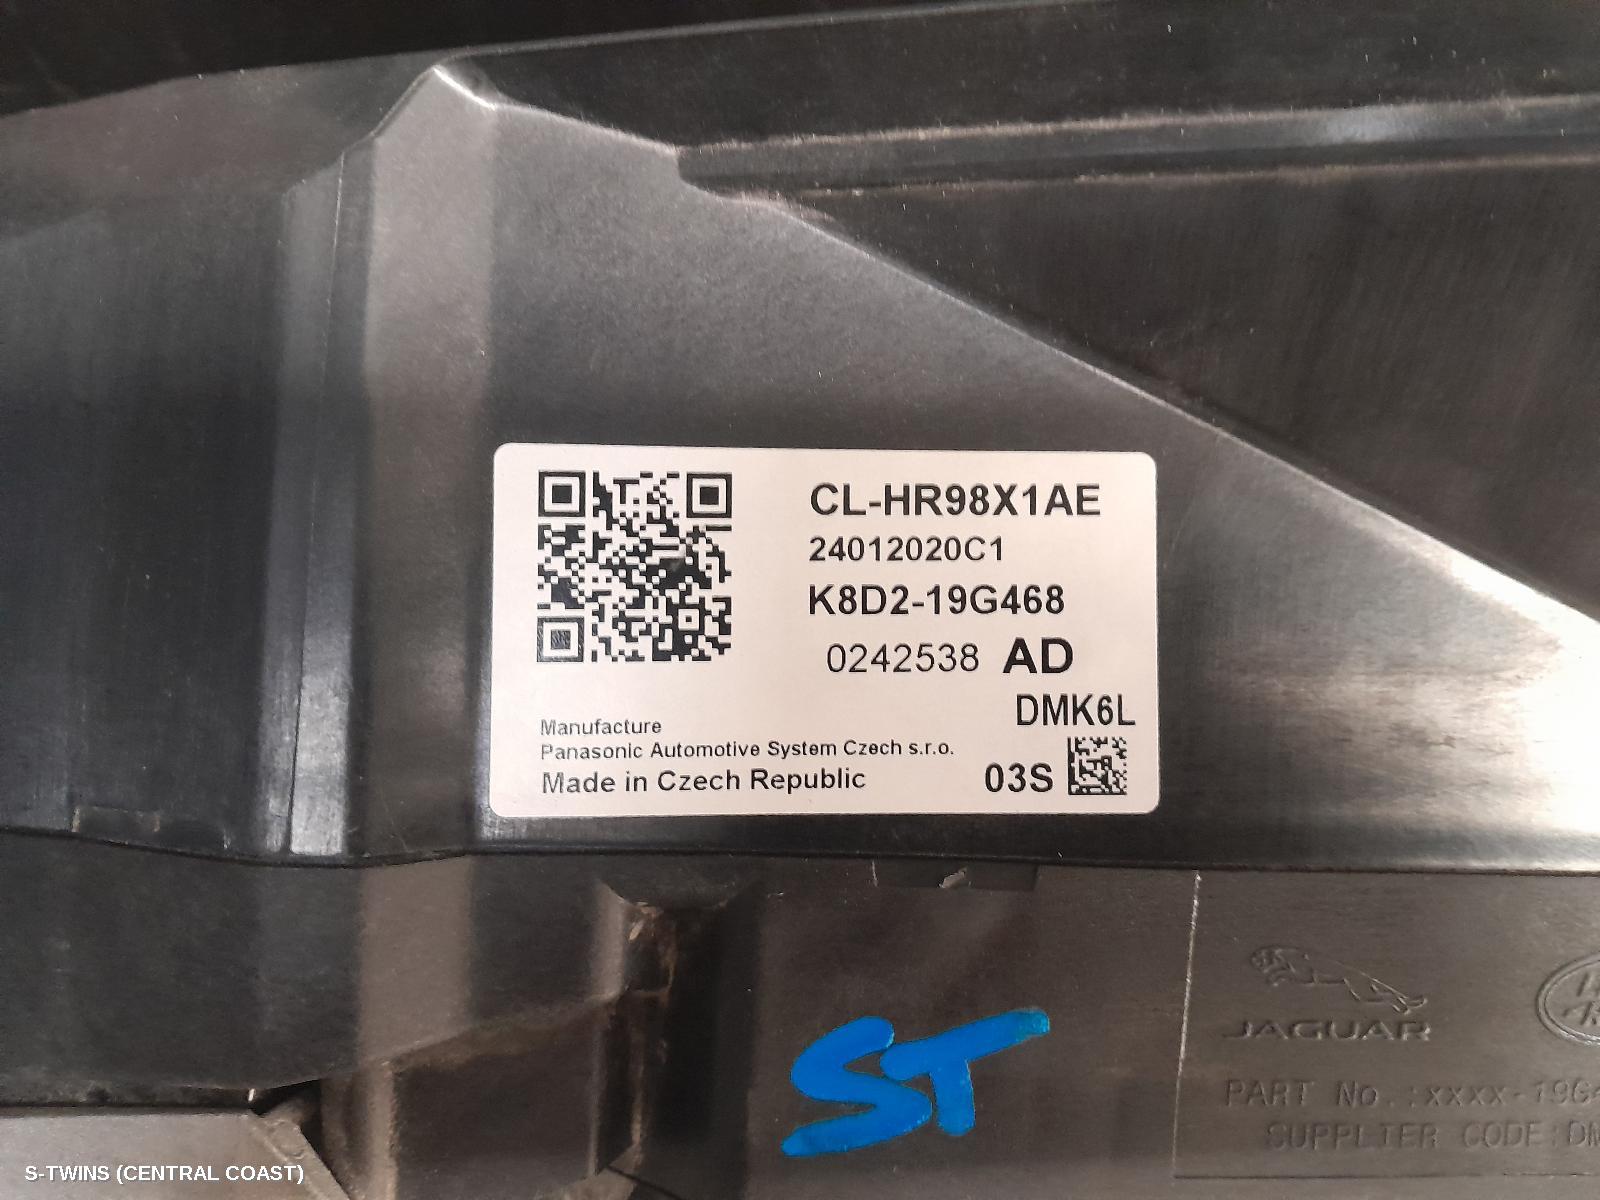 CL-HR98X1AE
24012020C1
K8D2-19G468
0242538 AD
DMK6L
Manufacture
Panasonic Automotive System Czech s.r.o.
Made in Czech Republic
03S
ST
JAGUAR
PART No.:xxxx-19G
SUPPLIER CODE:DM
S-TWINS (CENTRAL COAST)